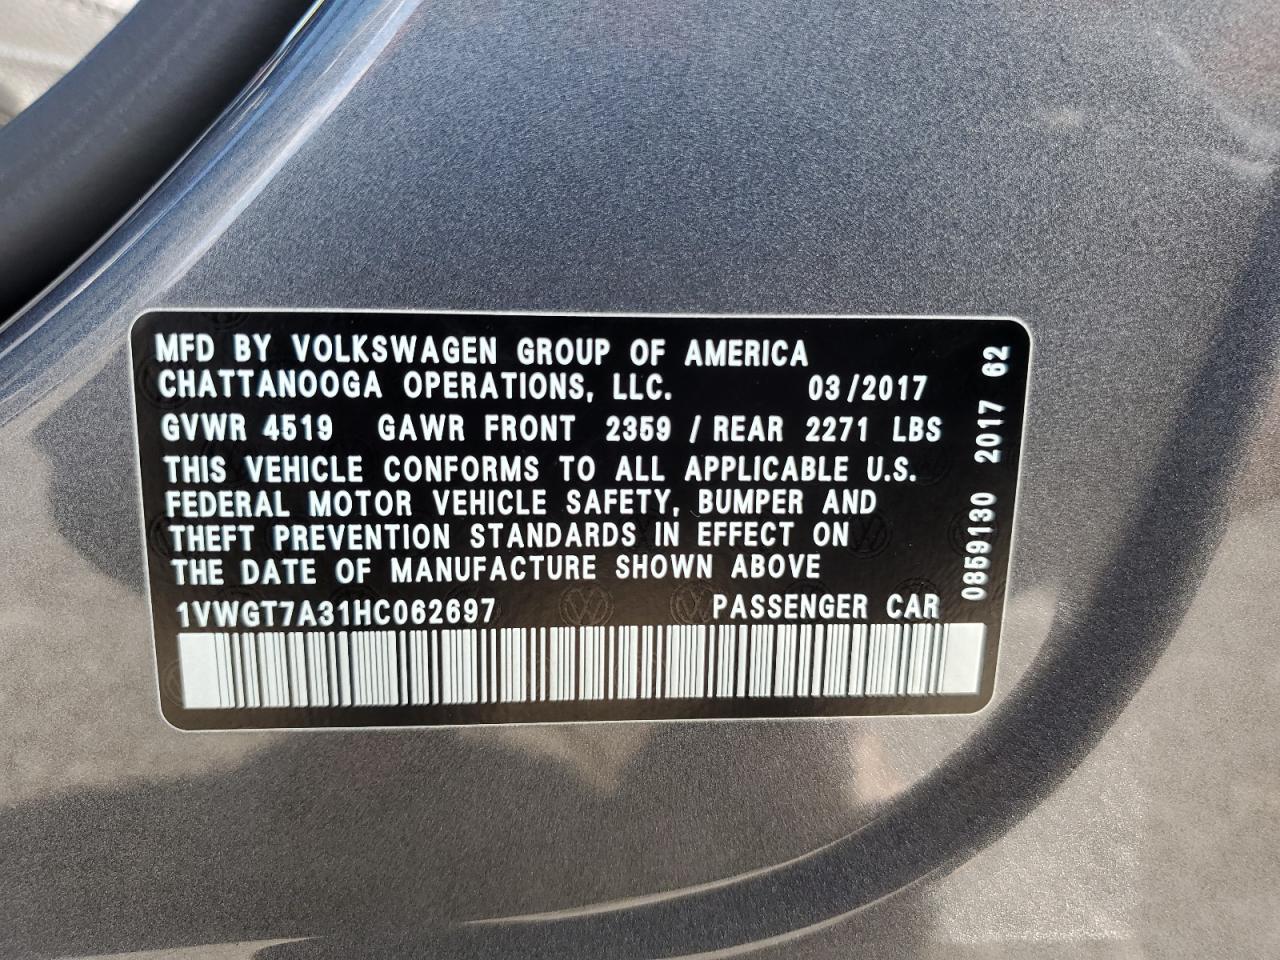 MFD BY VOLKSWAGEN GROUP OF AMERICA
CHATTANOOGA OPERATIONS, LLC. 03/2017
GVWR 4519 GAWR FRONT 2359 / REAR 2271 LBS
THIS VEHICLE CONFORMS TO ALL APPLICABLE U.S.
FEDERAL MOTOR VEHICLE SAFETY, BUMPER AND
THEFT PREVENTION STANDARDS IN EFFECT ON
THE DATE OF MANUFACTURE SHOWN ABOVE
1VWGT7A31HC062697 PASSENGER CAR
0859130 2017 62